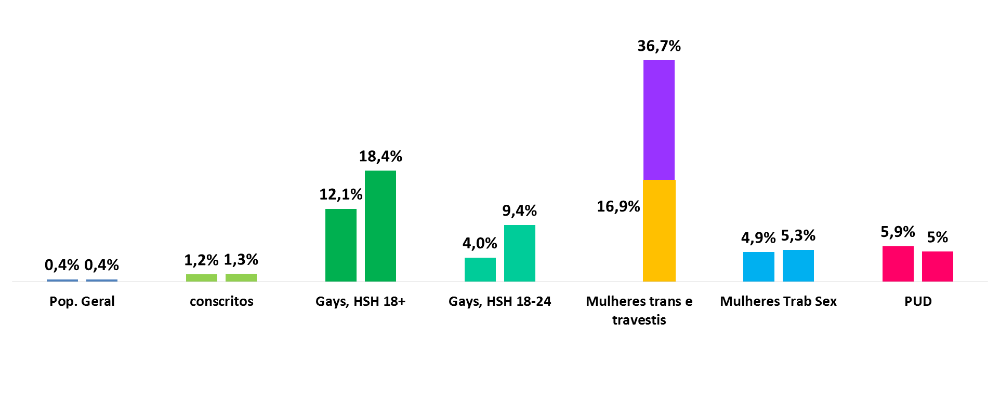 36,7%
18,4%
12,1%
16,9%
9,4%
4,0%
4,9%
5,3%
5,9%
5%
1,2%
1,3%
0,4%
0,4%
Pop. Geral
conscritos
Gays, HSH 18+
Gays, HSH 18-24
Mulheres trans e
travestis
Mulheres Trab Sex
PUD